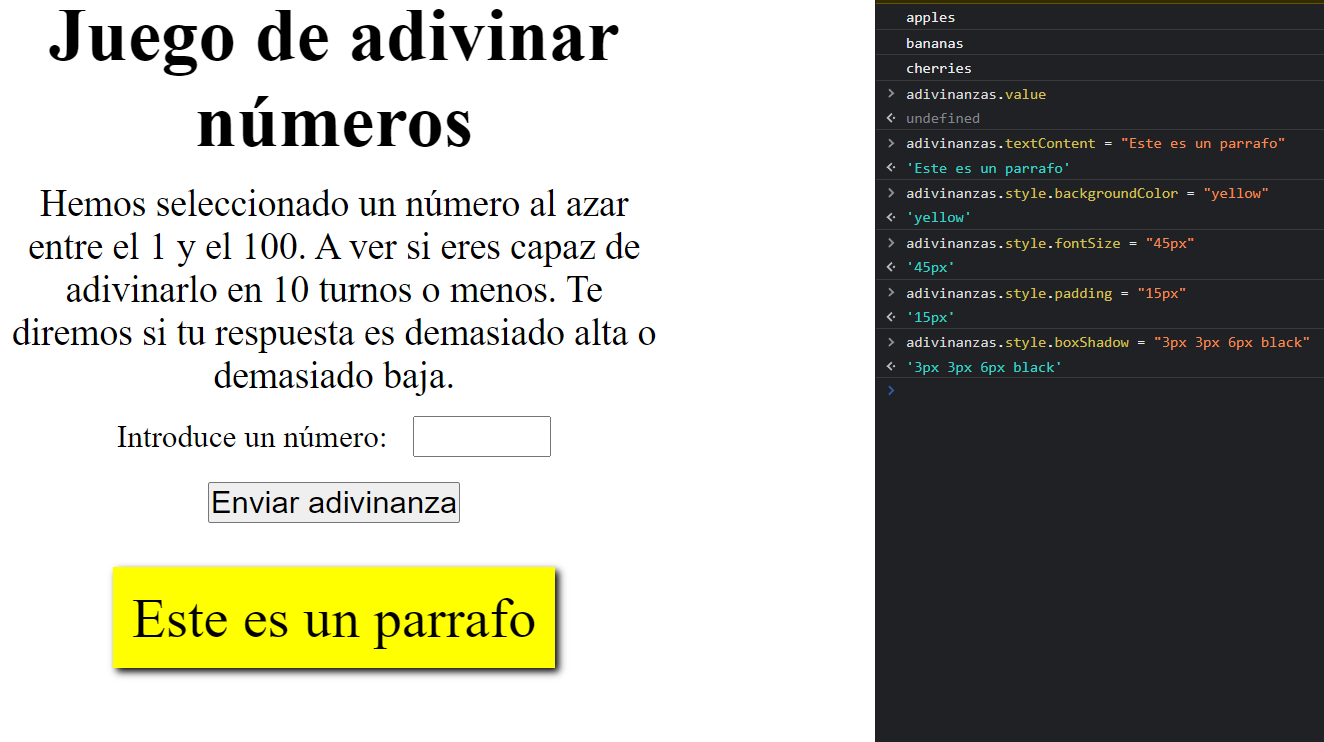 Juego de adivinar
números
Hemos seleccionado un número al azar
entre el 1 y el 100. A ver si eres capaz de
adivinarlo en 10 turnos o menos. Te
diremos si tu respuesta es demasiado alta o
demasiado baja.
Introduce un número:
Enviar adivinanza
Este es un parrafo
apples
bananas
cherries
adivinanzas.value
undefined
adivinanzas.textContent = "Este es un parrafo"
'Este es un parrafo'
adivinanzas.style.backgroundColor = "yellow"
'yellow'
adivinanzas.style.fontSize = "45px"
'45px'
adivinanzas.style.padding = "15px"
'15px'
adivinanzas.style.boxShadow = "3px 3px 6px black"
'3px 3px 6px black'